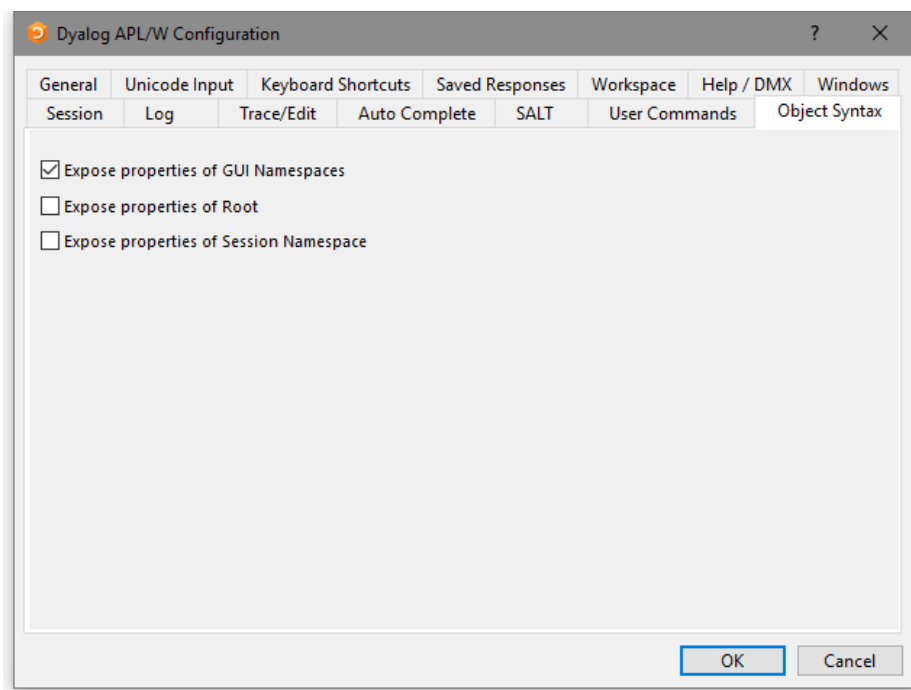 Dyalog APL/W Configuration ?
General Unicode Input Keyboard Shortcuts Saved Responses Workspace Help / DMX Windows
Session Log Trace/Edit Auto Complete SALT User Commands Object Syntax
Expose properties of GUI Namespaces
Expose properties of Root
Expose properties of Session Namespace
OK Cancel